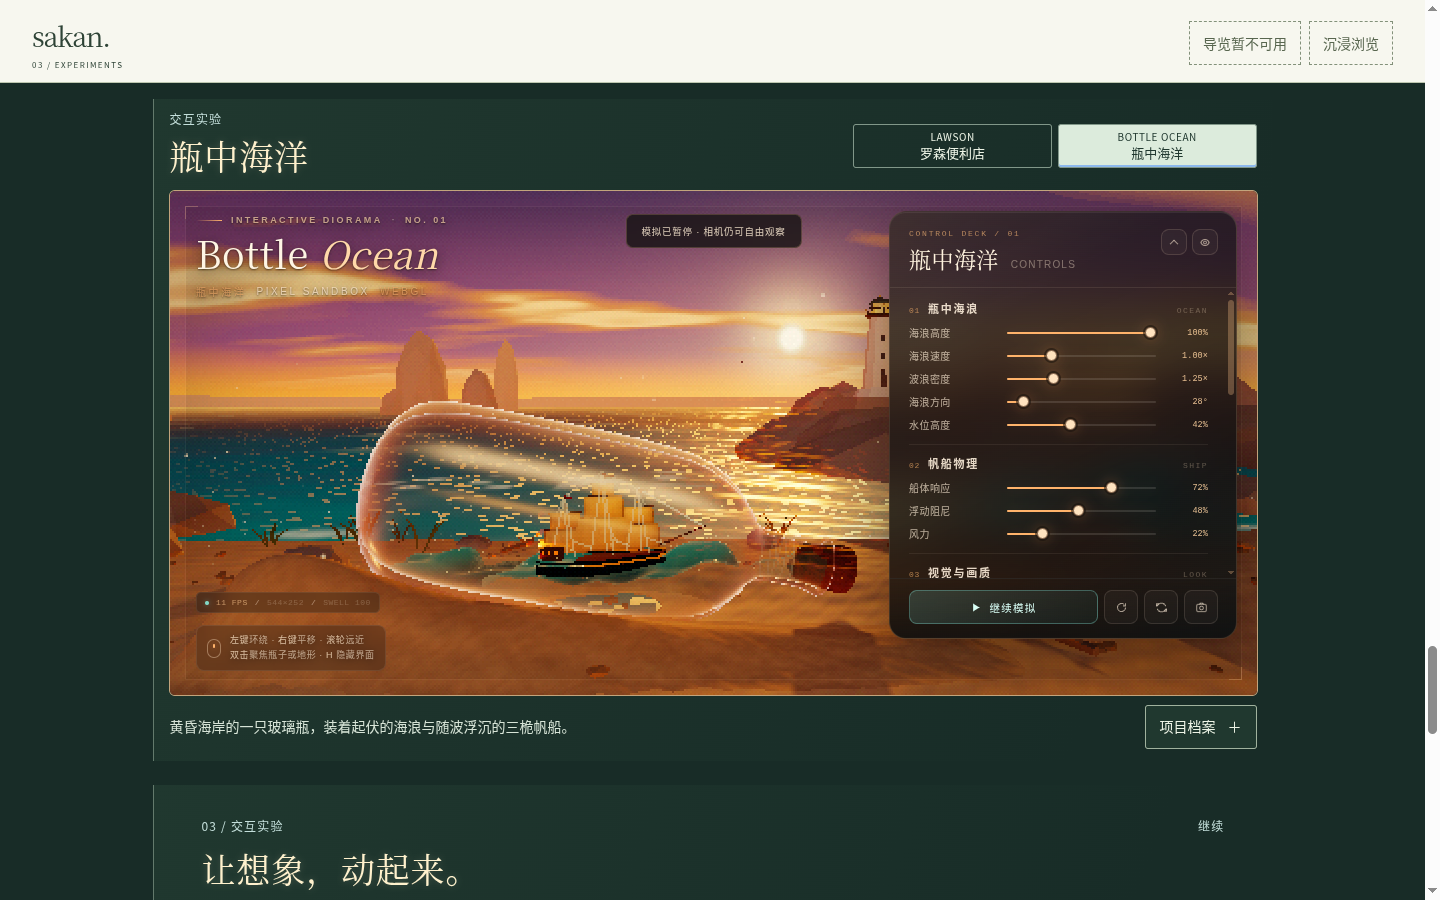 sakan.
03 / EXPERIMENTS
导览暂不可用
沉浸浏览
交互实验
瓶中海洋
LAWSON
罗森便利店
BOTTLE OCEAN
瓶中海洋
INTERACTIVE DIORAMA · NO. 01
Bottle Ocean
瓶中海洋 PIXEL SANDBOX WEBGL
模拟已暂停 · 相机仍可自由观察
CONTROL DECK / 01
瓶中海洋 CONTROLS
01 瓶中海浪 OCEAN
海浪高度 100%
海浪速度 1.00×
波浪密度 1.25×
海浪方向 28°
水位高度 42%
02 帆船物理 SHIP
船体响应 72%
浮动阻尼 48%
风力 22%
03 视觉与画质 LOOK
继续模拟
11 FPS / 544×252 / SWELL 100
左键环绕 · 右键平移 · 滚轮远近
双击聚焦瓶子或地形 · H 隐藏界面
黄昏海岸的一只玻璃瓶，装着起伏的海浪与随波浮沉的三桅帆船。
项目档案 +
03 / 交互实验
继续
让想象，动起来。